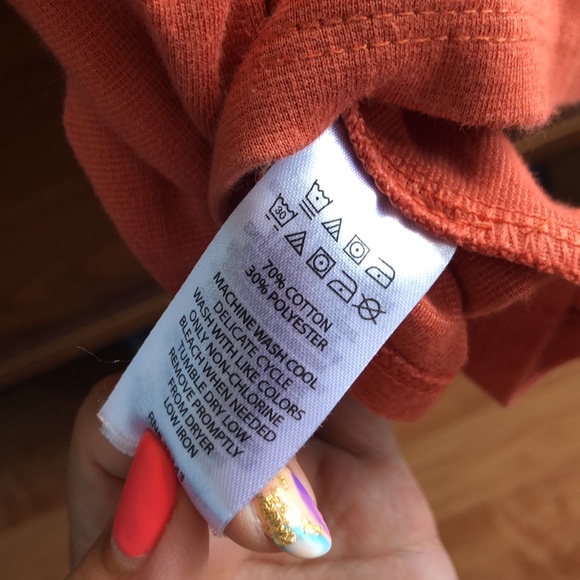 30
70% COTTON
30% POLYESTER
MACHINE WASH COOL
DELICATE CYCLE
WASH WITH LIKE COLORS
ONLY NON-CHLORINE
BLEACH WHEN NEEDED
TUMBLE DRY LOW
REMOVE PROMPTLY
FROM DRYER
LOW IRON